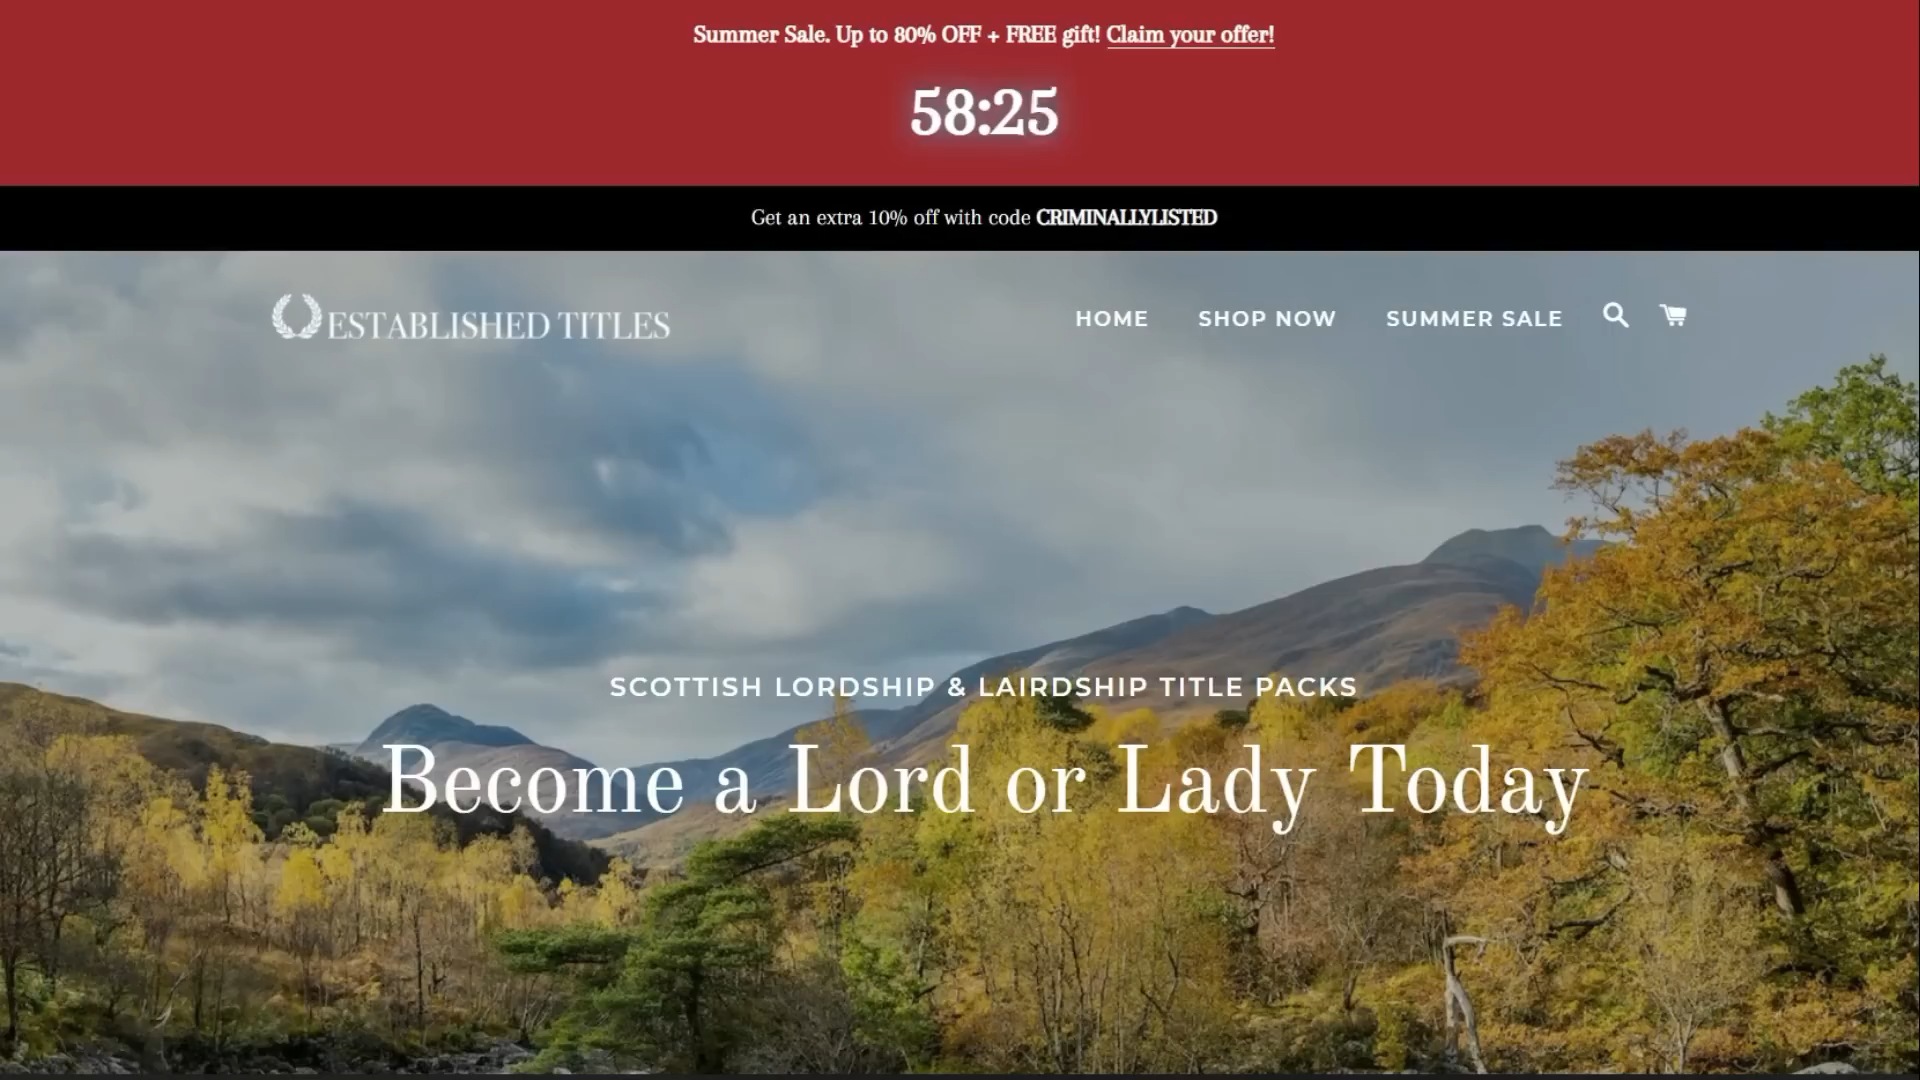 Summer Sale. Up to 80% OFF + FREE gift! Claim your offer!
58:25
Get an extra 10% off with code CRIMINALLYLISTED
ESTABLISHED TITLES
HOME SHOP NOW SUMMER SALE
SCOTTISH LORDSHIP & LAIRDSHIP TITLE PACKS
Become a Lord or Lady Today